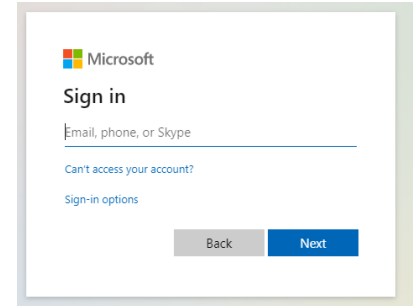 Microsoft
Sign in
Email, phone, or Skype
Can't access your account?
Sign-in options
Back Next